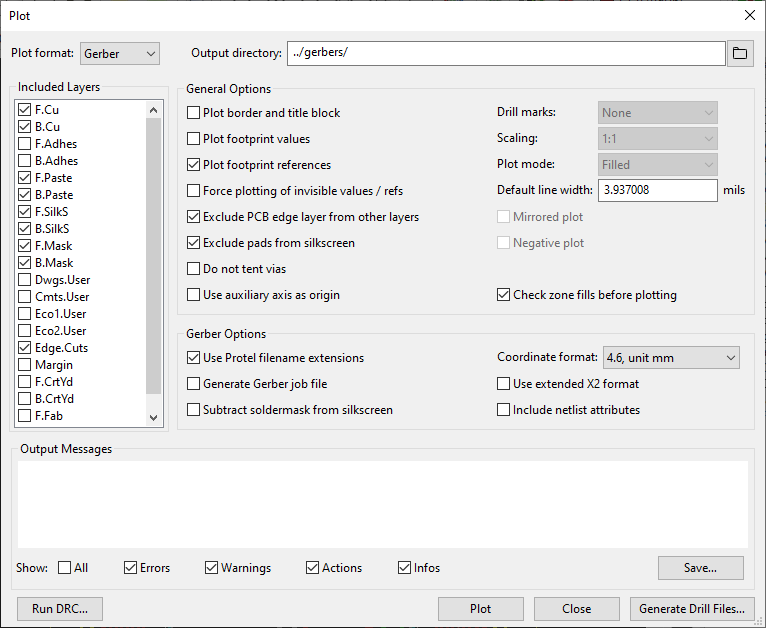 Plot
Plot format: Gerber
Output directory: ../gerbers/
Included Layers
F.Cu
B.Cu
F.Adhes
B.Adhes
F.Paste
B.Paste
F.SilkS
B.SilkS
F.Mask
B.Mask
Dwgs.User
Cmts.User
Eco1.User
Eco2.User
Edge.Cuts
Margin
F.CrtYd
B.CrtYd
F.Fab
General Options
Plot border and title block
Plot footprint values
Plot footprint references
Force plotting of invisible values / refs
Exclude PCB edge layer from other layers
Exclude pads from silkscreen
Do not tent vias
Use auxiliary axis as origin
Drill marks: None
Scaling: 1:1
Plot mode: Filled
Default line width: 3.937008 mils
Mirrored plot
Negative plot
Check zone fills before plotting
Gerber Options
Use Protel filename extensions
Generate Gerber job file
Subtract soldermask from silkscreen
Coordinate format: 4.6, unit mm
Use extended X2 format
Include netlist attributes
Output Messages
Show: All Errors Warnings Actions Infos Save...
Run DRC... Plot Close Generate Drill Files...